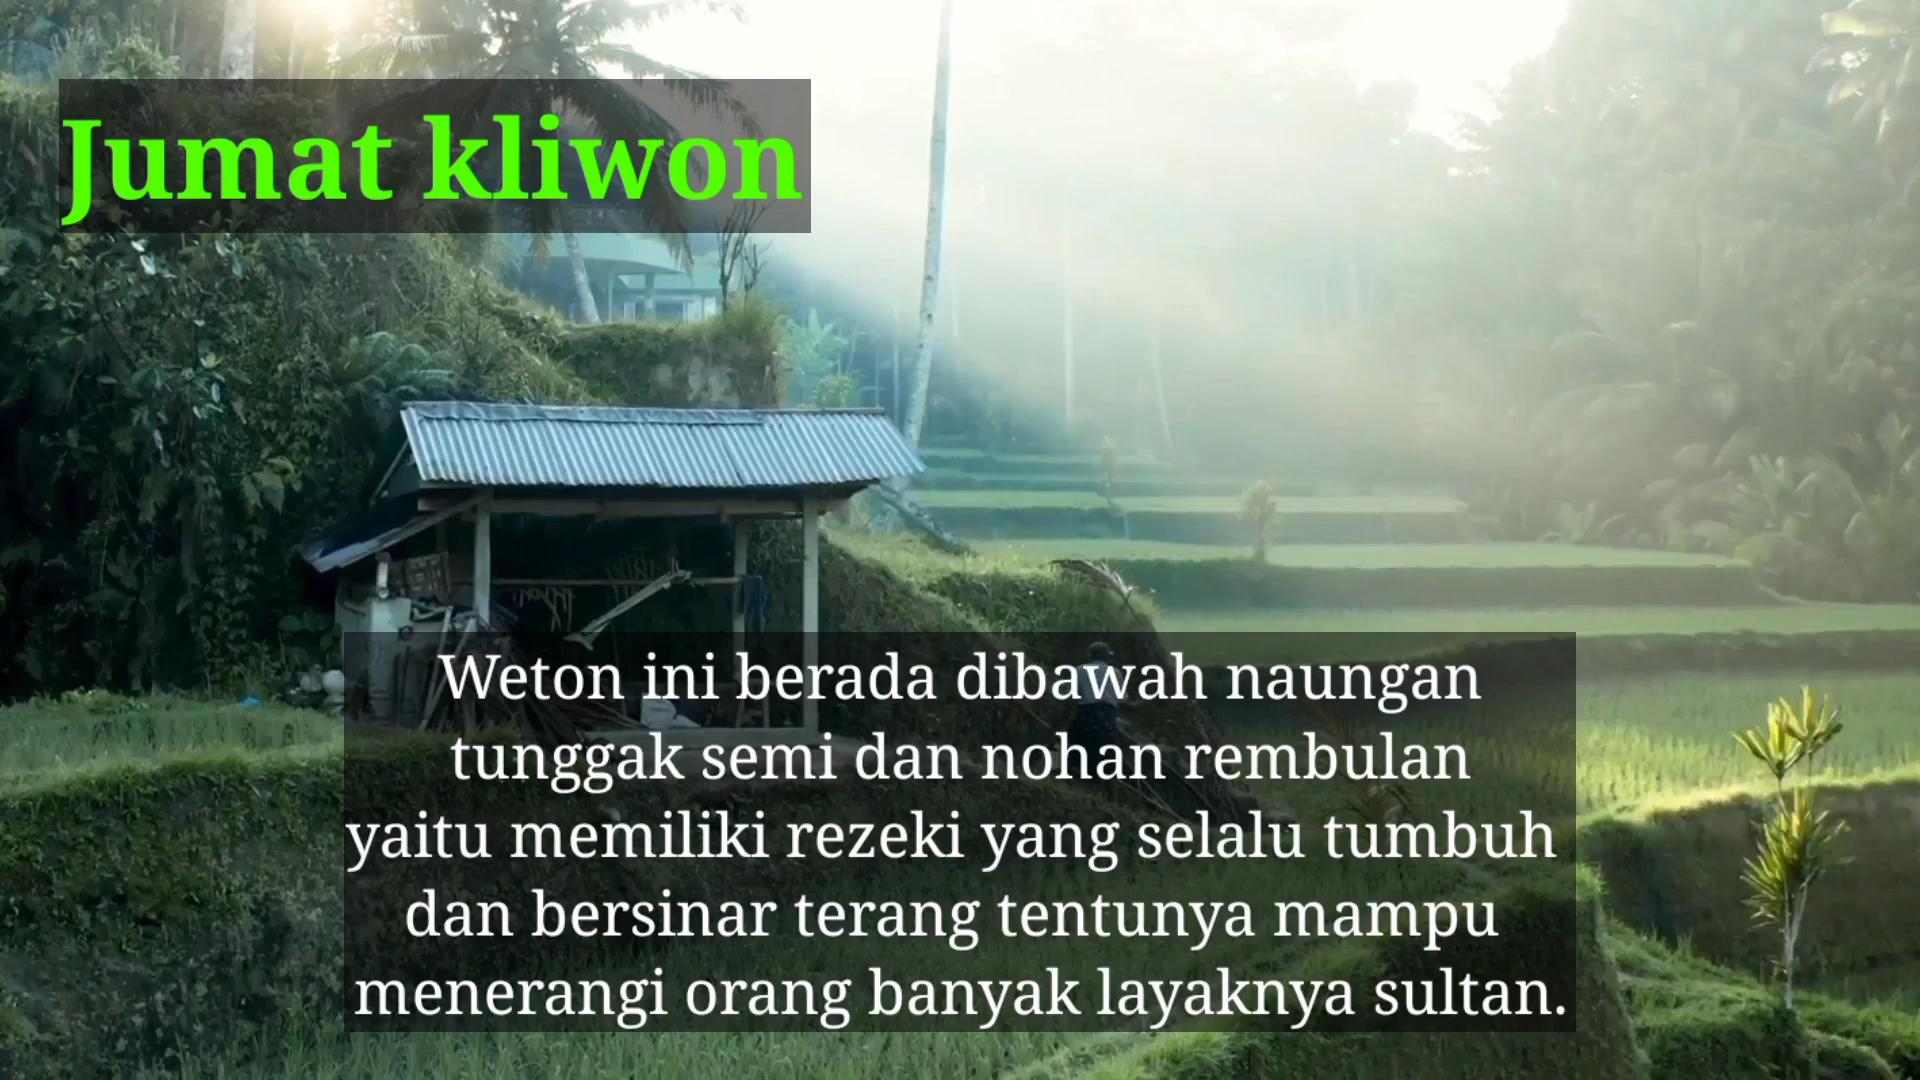 Jumat kliwon
Weton ini berada dibawah naungan
tunggak semi dan nohan rembulan
yaitu memiliki rezeki yang selalu tumbuh
dan bersinar terang tentunya mampu
menerangi orang banyak layaknya sultan.